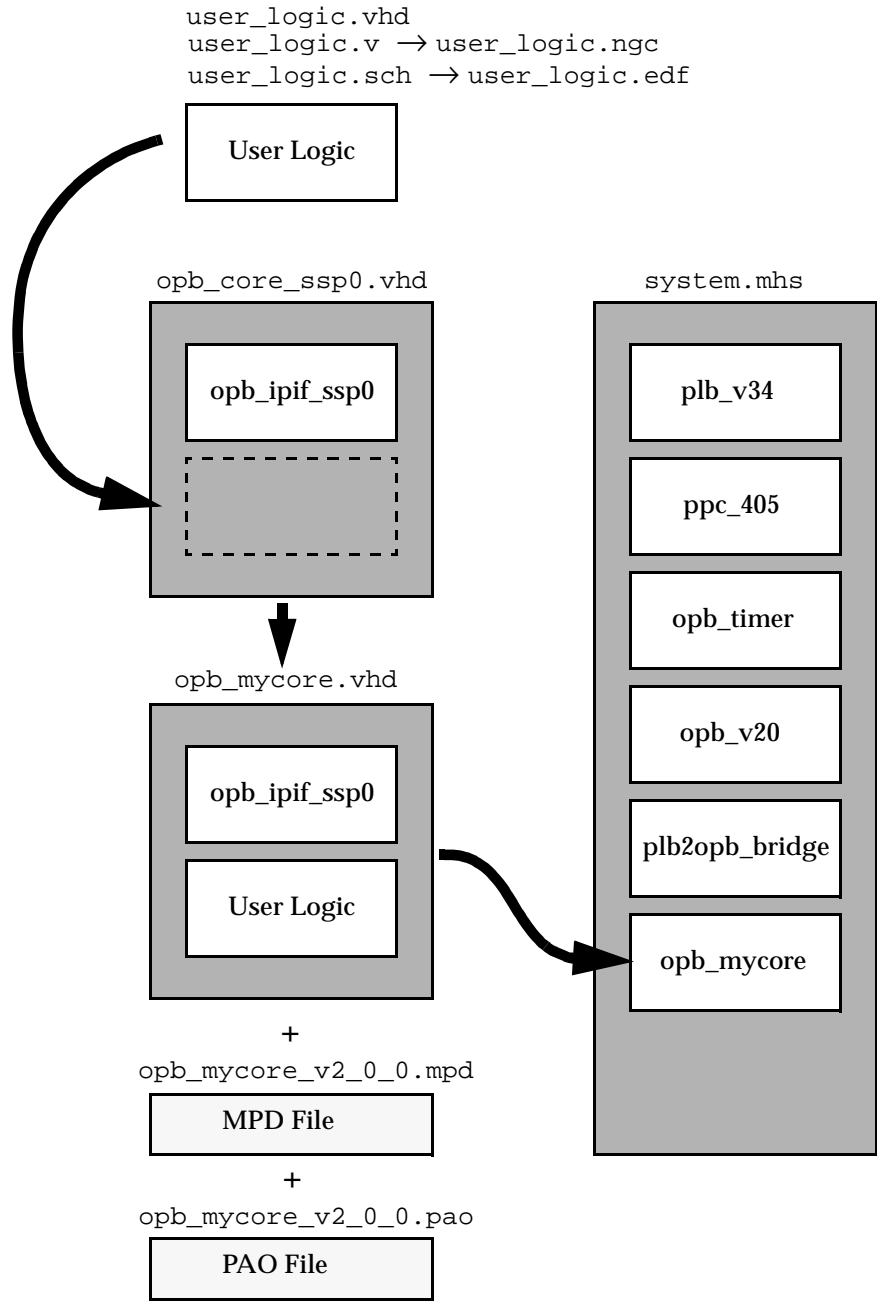 user_logic.vhd
user_logic.v → user_logic.ngc
user_logic.sch → user_logic.edf
User Logic
opb_core_ssp0.vhd
opb_ipif_ssp0
opb_mycore.vhd
opb_ipif_ssp0
User Logic
+
opb_mycore_v2_0_0.mpd
MPD File
+
opb_mycore_v2_0_0.pao
PAO File
system.mhs
plb_v34
ppc_405
opb_timer
opb_v20
plb2opb_bridge
opb_mycore